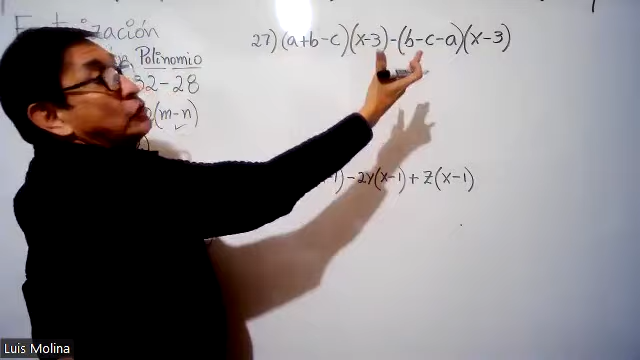 Polinomio
27) (a+b-c)(x-3)-(b-c-a)(x-3)
32-28
(m-n)
-2y(x-1)+z(x-1)
Luis Molina